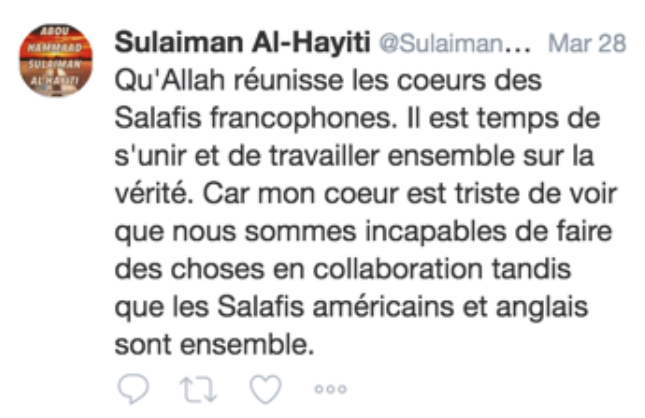 ABOU
HAMMAAD
SULAYMAN
AL HAYITI
Sulaiman Al-Hayiti @Sulaiman... Mar 28
Qu'Allah réunisse les coeurs des
Salafis francophones. Il est temps de
s'unir et de travailler ensemble sur la
vérité. Car mon coeur est triste de voir
que nous sommes incapables de faire
des choses en collaboration tandis
que les Salafis américains et anglais
sont ensemble.